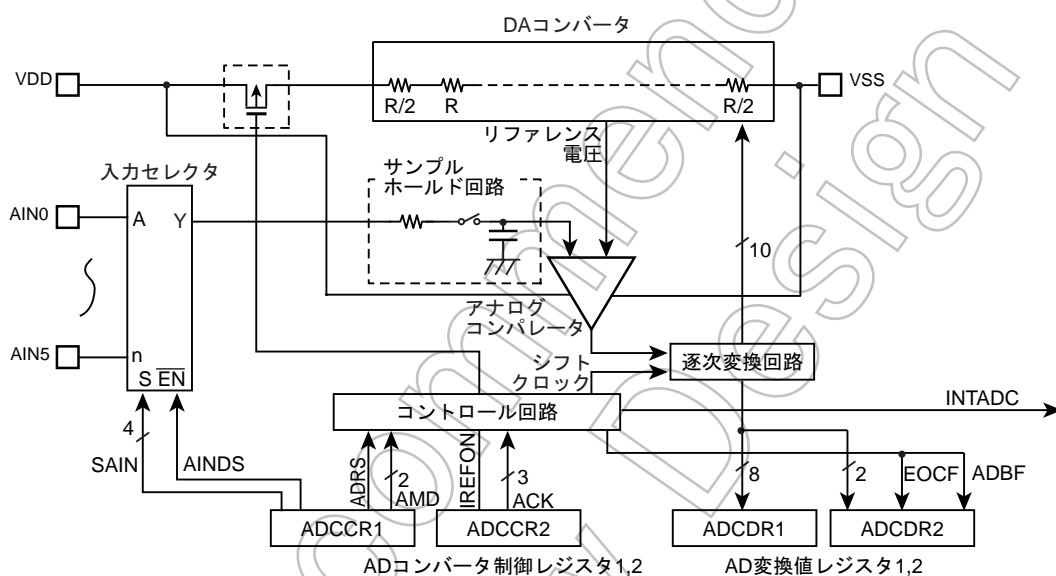 DAコンバータ
VDD
VSS
R/2
R
R/2
リファレンス
電圧
入力セレクタ
サンプル
ホールド回路
AIN0
A
Y
10
アナログ
コンパレータ
AIN5
n
S EN
シフト
クロック
逐次変換回路
INTADC
コントロール回路
4
SAIN
AINDS
ADRS
2
AMD
IREFON
3
ACK
8
2
EOCF
ADBF
ADCCR1
ADCCR2
ADCDR1
ADCDR2
ADコンバータ制御レジスタ1,2
AD変換値レジスタ1,2